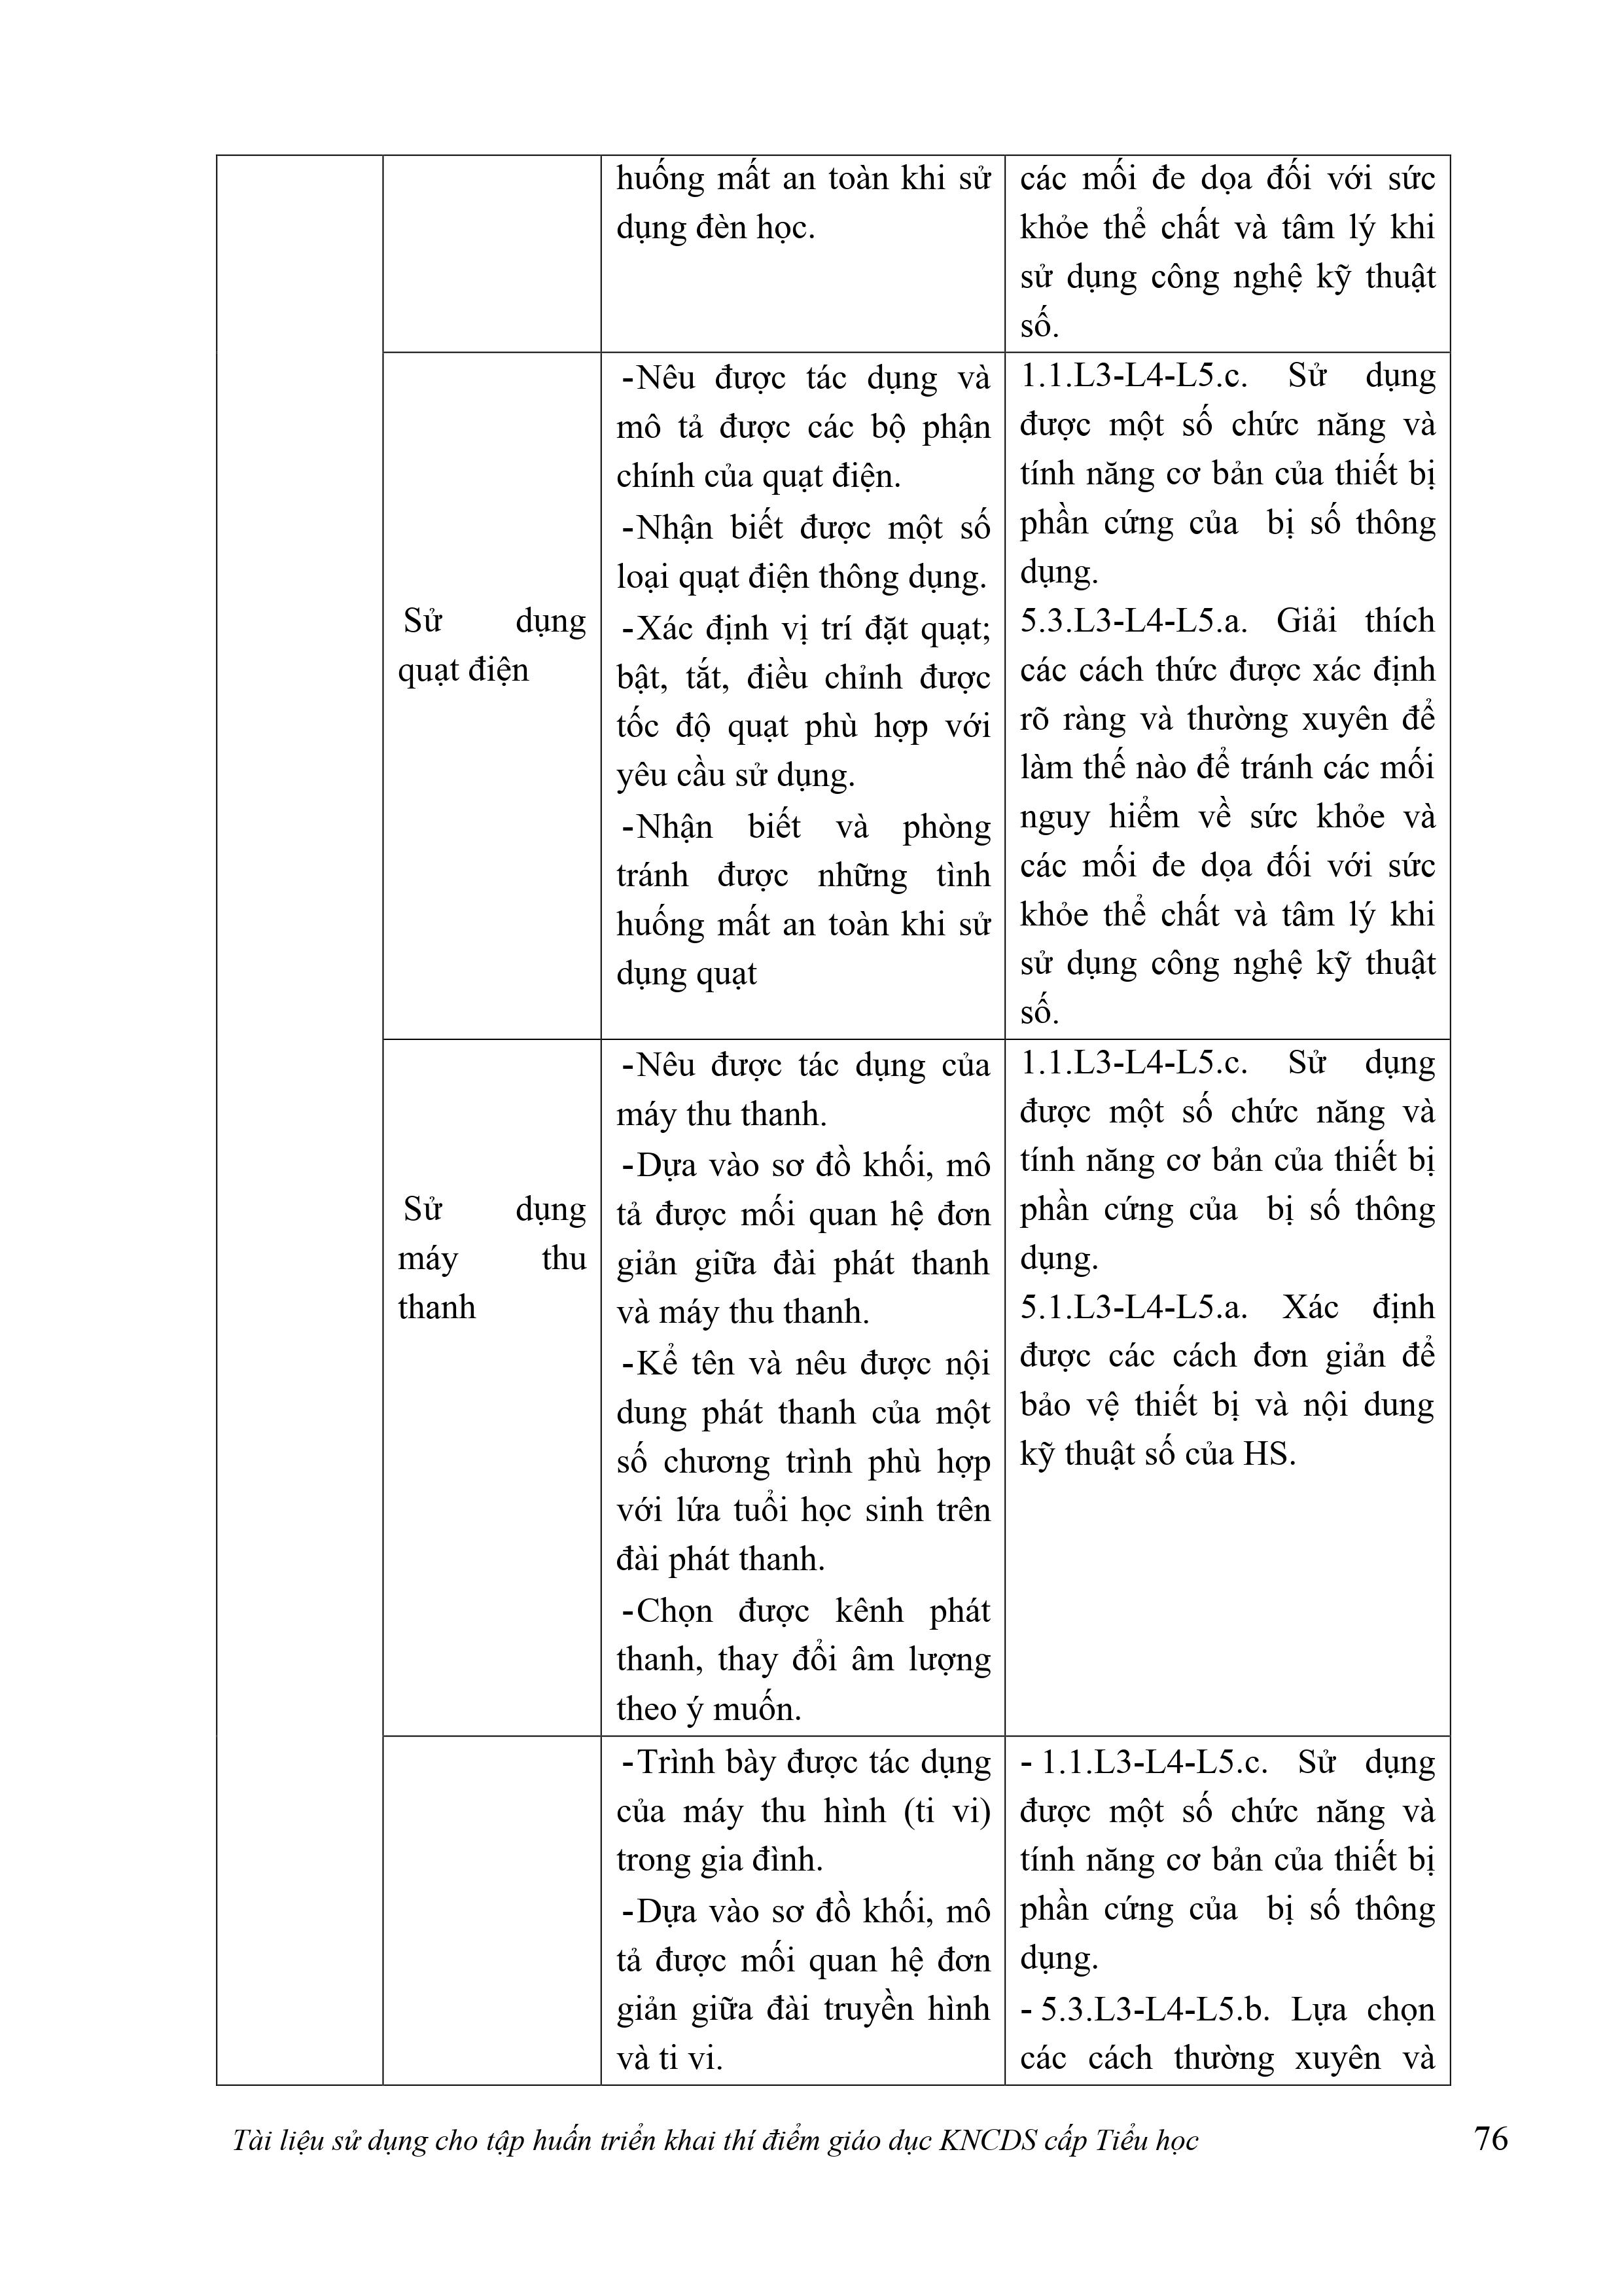 huống mất an toàn khi sử
dụng đèn học.
các mối đe dọa đối với sức
khỏe thể chất và tâm lý khi
sử dụng công nghệ kỹ thuật
số.
Sử dụng
quạt điện
-Nêu được tác dụng và
mô tả được các bộ phận
chính của quạt điện.
-Nhận biết được một số
loại quạt điện thông dụng.
-Xác định vị trí đặt quạt;
bật, tắt, điều chỉnh được
tốc độ quạt phù hợp với
yêu cầu sử dụng.
-Nhận biết và phòng
tránh được những tình
huống mất an toàn khi sử
dụng quạt
1.1.L3-L4-L5.c. Sử dụng
được một số chức năng và
tính năng cơ bản của thiết bị
phần cứng của bị số thông
dụng.
5.3.L3-L4-L5.a. Giải thích
các cách thức được xác định
rõ ràng và thường xuyên để
làm thế nào để tránh các mối
nguy hiểm về sức khỏe và
các mối đe dọa đối với sức
khỏe thể chất và tâm lý khi
sử dụng công nghệ kỹ thuật
số.
Sử dụng
máy thu
thanh
-Nêu được tác dụng của
máy thu thanh.
-Dựa vào sơ đồ khối, mô
tả được mối quan hệ đơn
giản giữa đài phát thanh
và máy thu thanh.
-Kể tên và nêu được nội
dung phát thanh của một
số chương trình phù hợp
với lứa tuổi học sinh trên
đài phát thanh.
-Chọn được kênh phát
thanh, thay đổi âm lượng
theo ý muốn.
1.1.L3-L4-L5.c. Sử dụng
được một số chức năng và
tính năng cơ bản của thiết bị
phần cứng của bị số thông
dụng.
5.1.L3-L4-L5.a. Xác định
được các cách đơn giản để
bảo vệ thiết bị và nội dung
kỹ thuật số của HS.
-Trình bày được tác dụng
của máy thu hình (ti vi)
trong gia đình.
-Dựa vào sơ đồ khối, mô
tả được mối quan hệ đơn
giản giữa đài truyền hình
và ti vi.
- 1.1.L3-L4-L5.c. Sử dụng
được một số chức năng và
tính năng cơ bản của thiết bị
phần cứng của bị số thông
dụng.
- 5.3.L3-L4-L5.b. Lựa chọn
các cách thường xuyên và
Tài liệu sử dụng cho tập huấn triển khai thí điểm giáo dục KNCDS cấp Tiểu học 76